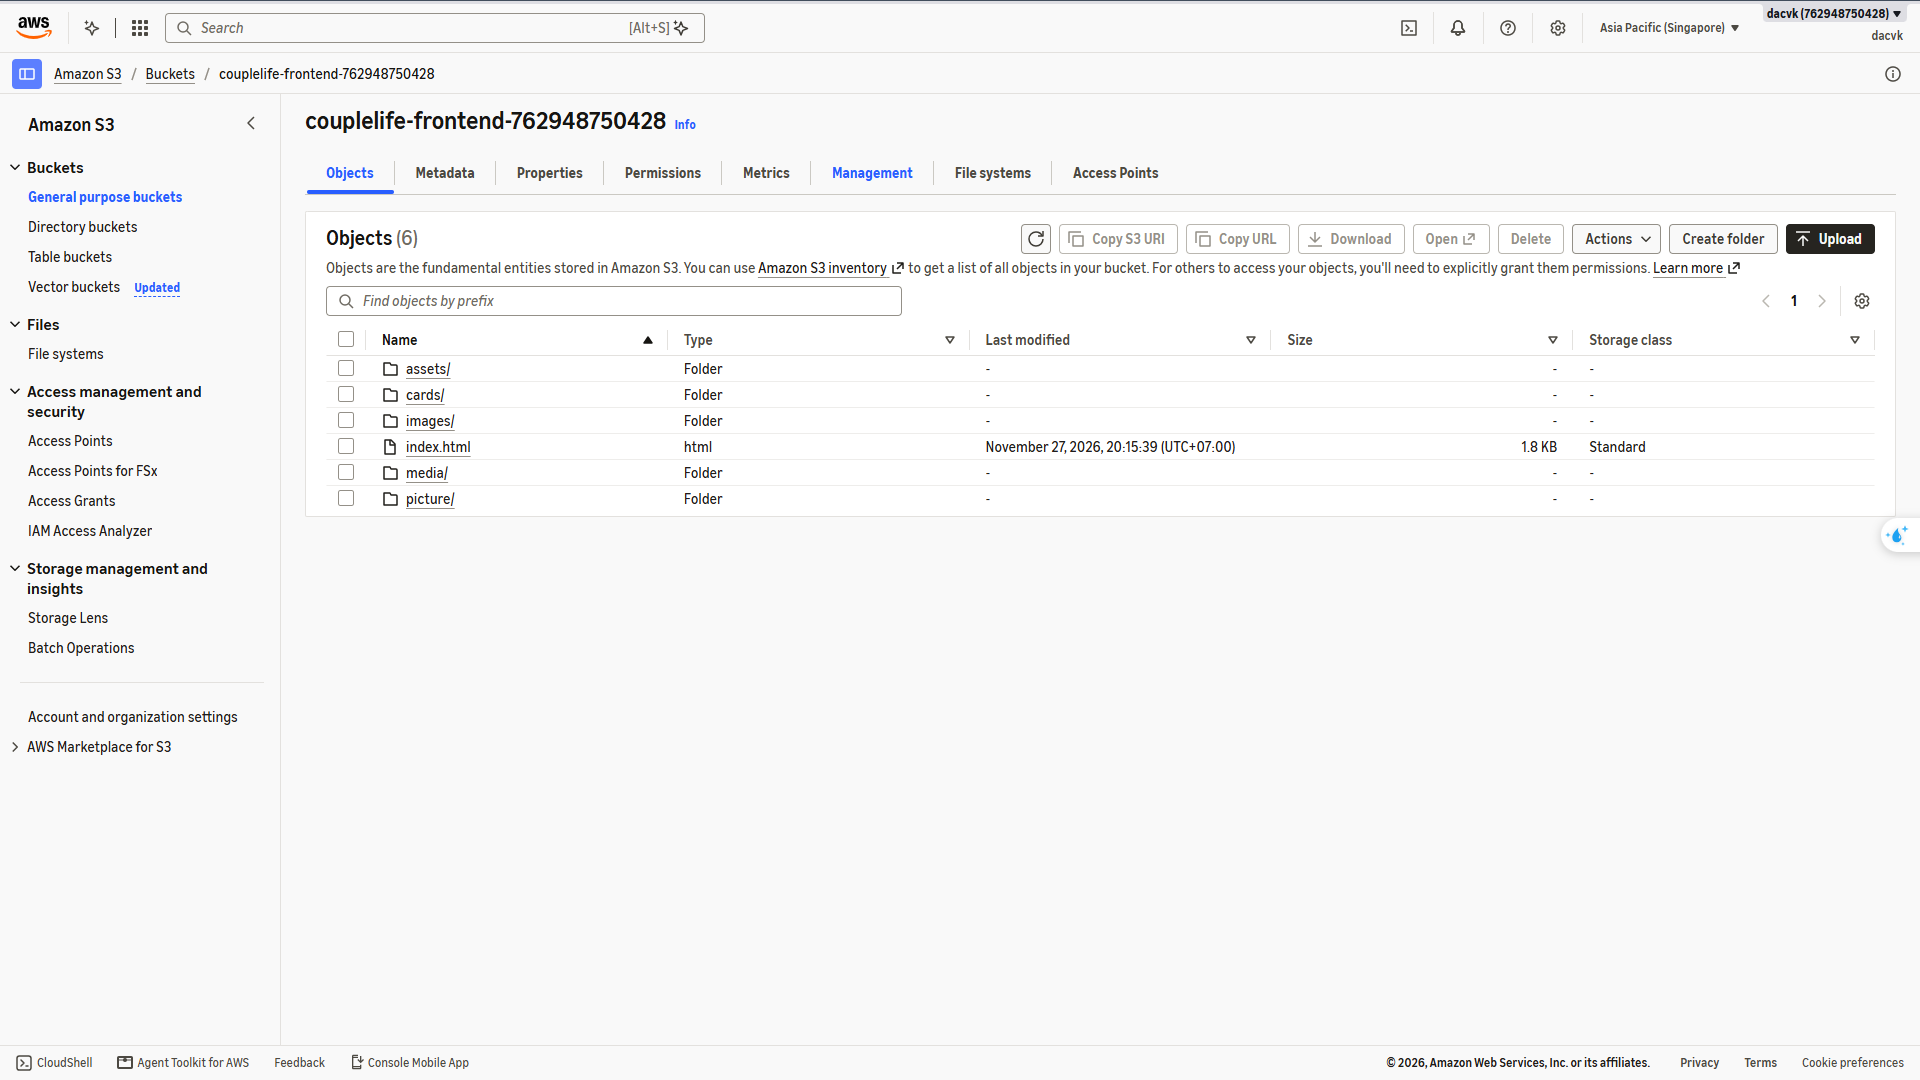 aws
Search [Alt+S]
Asia Pacific (Singapore)
dacvk (762948750428)
dacvk
Amazon S3 / Buckets / couplelife-frontend-762948750428
Amazon S3
Buckets
General purpose buckets
Directory buckets
Table buckets
Vector buckets Updated
Files
File systems
Access management and
security
Access Points
Access Points for FSx
Access Grants
IAM Access Analyzer
Storage management and
insights
Storage Lens
Batch Operations
Account and organization settings
AWS Marketplace for S3
couplelife-frontend-762948750428 Info
Objects Metadata Properties Permissions Metrics Management File systems Access Points
Objects (6) Copy S3 URI Copy URL Download Open Delete Actions Create folder Upload
Objects are the fundamental entities stored in Amazon S3. You can use Amazon S3 inventory to get a list of all objects in your bucket. For others to access your objects, you'll need to explicitly grant them permissions. Learn more
Find objects by prefix 1
Name Type Last modified Size Storage class
assets/ Folder - - -
cards/ Folder - - -
images/ Folder - - -
index.html html November 27, 2026, 20:15:39 (UTC+07:00) 1.8 KB Standard
media/ Folder - - -
picture/ Folder - - -
CloudShell Agent Toolkit for AWS Feedback Console Mobile App © 2026, Amazon Web Services, Inc. or its affiliates. Privacy Terms Cookie preferences